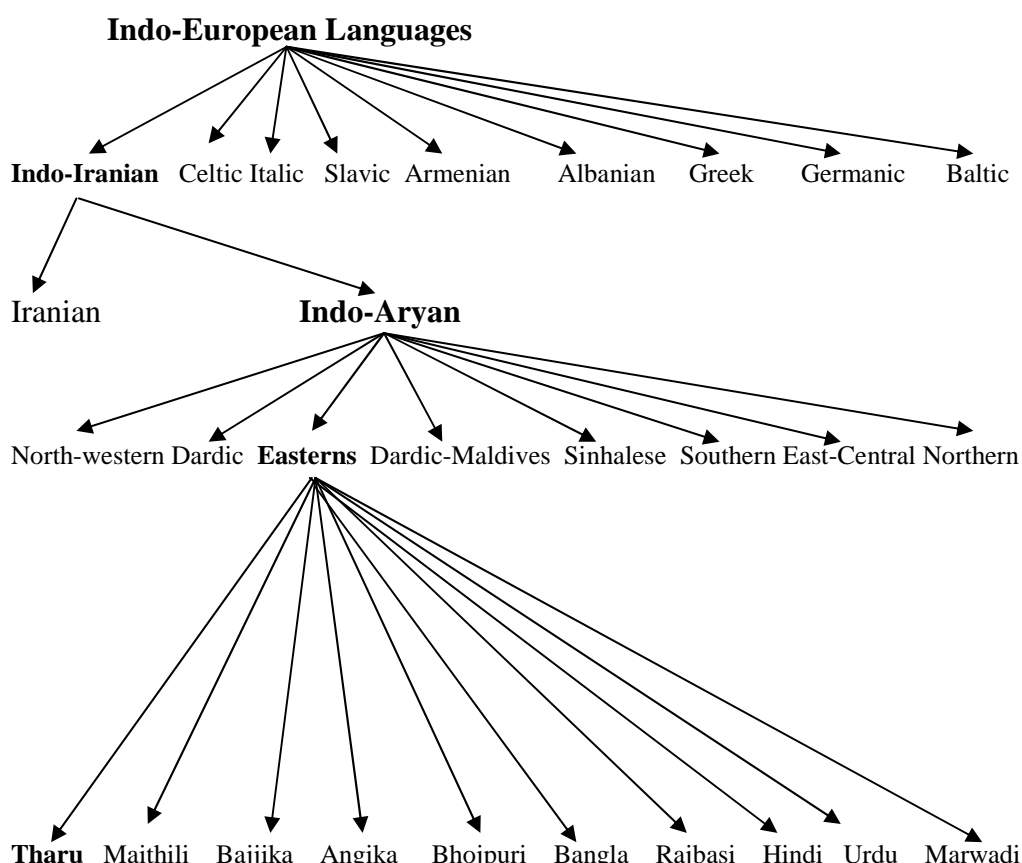 Indo-European Languages
Indo-Iranian Celtic Italic Slavic Armenian Albanian Greek Germanic Baltic
Iranian Indo-Aryan
North-western Dardic Easterns Dardic-Maldives Sinhalese Southern East-Central Northern
Tharu Maithili Bajjika Angika Bhojpuri Bangla Rajbasi Hindi Urdu Marwadi